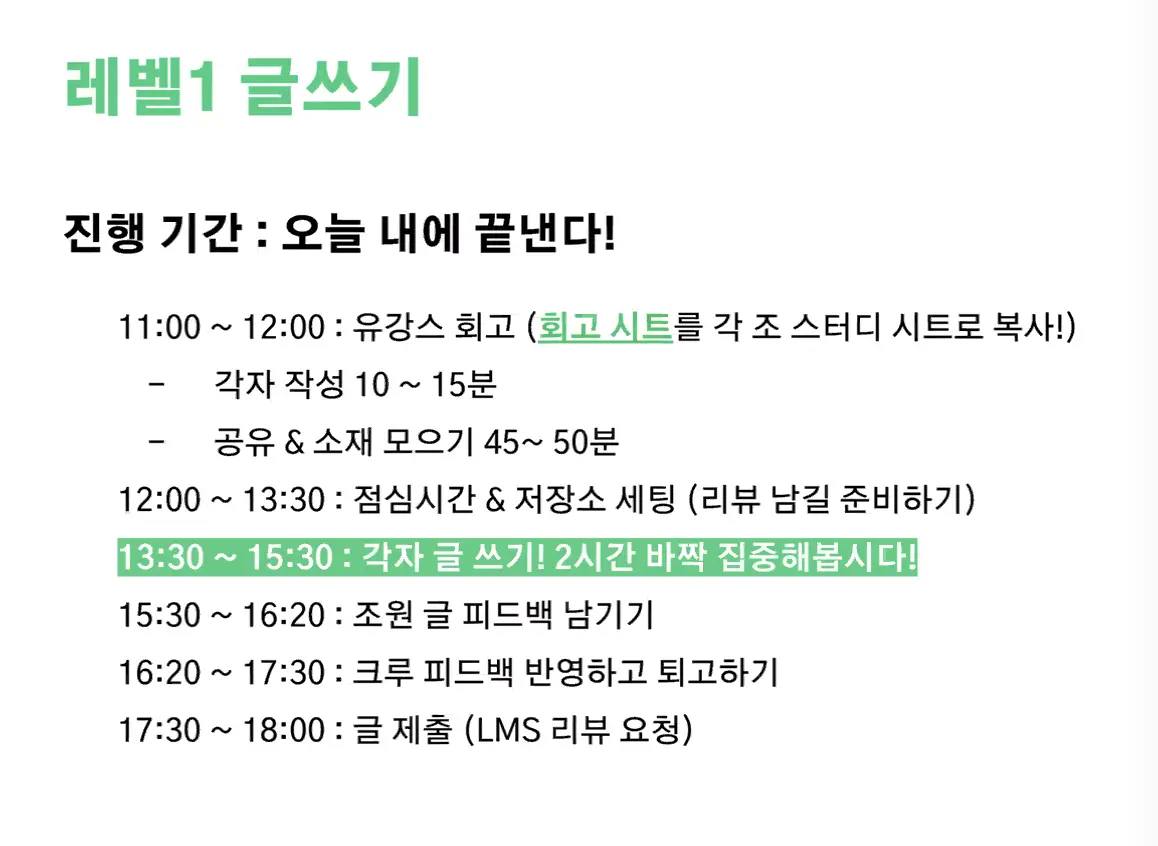 레벨1 글쓰기
진행 기간 : 오늘 내에 끝낸다!
11:00 ~ 12:00 : 유강스 회고 (회고 시트를 각 조 스터디 시트로 복사!)
- 각자 작성 10 ~ 15분
- 공유 & 소재 모으기 45~ 50분
12:00 ~ 13:30 : 점심시간 & 저장소 세팅 (리뷰 남길 준비하기)
13:30 ~ 15:30 : 각자 글 쓰기! 2시간 바짝 집중해봅시다!
15:30 ~ 16:20 : 조원 글 피드백 남기기
16:20 ~ 17:30 : 크루 피드백 반영하고 퇴고하기
17:30 ~ 18:00 : 글 제출 (LMS 리뷰 요청)